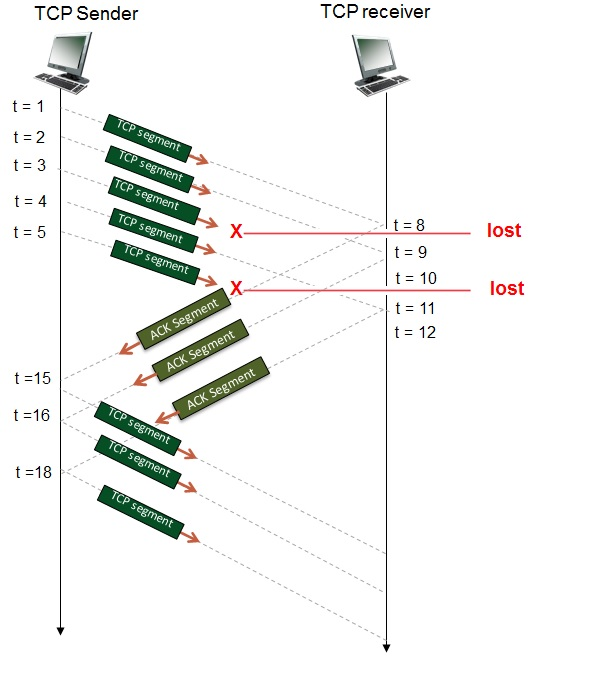 TCP Sender
TCP receiver
t = 1
TCP segment
t = 2
TCP segment
t = 3
TCP segment
t = 4
TCP segment
t = 5
TCP segment
X
t = 8
lost
t = 9
t = 10
X
lost
t = 11
t = 12
ACK Segment
ACK Segment
ACK Segment
t =15
t =16
TCP segment
TCP segment
t =18
TCP segment